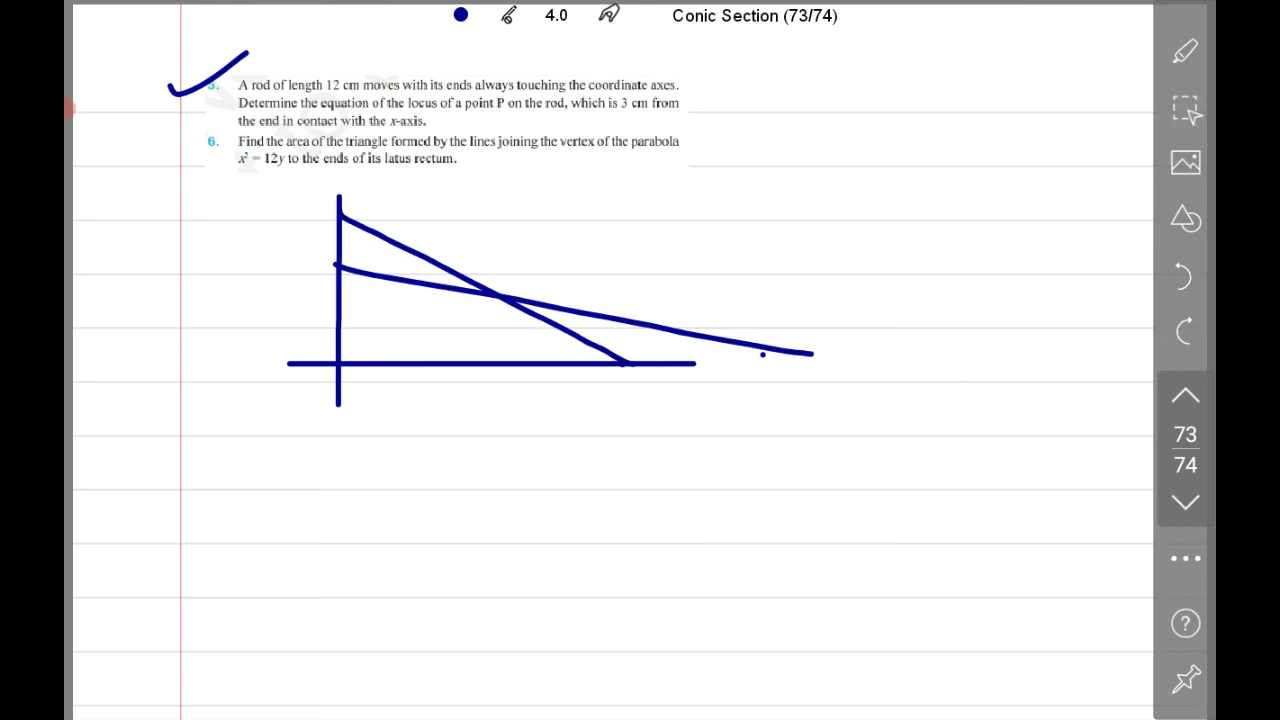 4.0 Conic Section (73/74)
5. A rod of length 12 cm moves with its ends always touching the coordinate axes.
Determine the equation of the locus of a point P on the rod, which is 3 cm from
the end in contact with the x-axis.
6. Find the area of the triangle formed by the lines joining the vertex of the parabola
x² = 12y to the ends of its latus rectum.
73
74
?